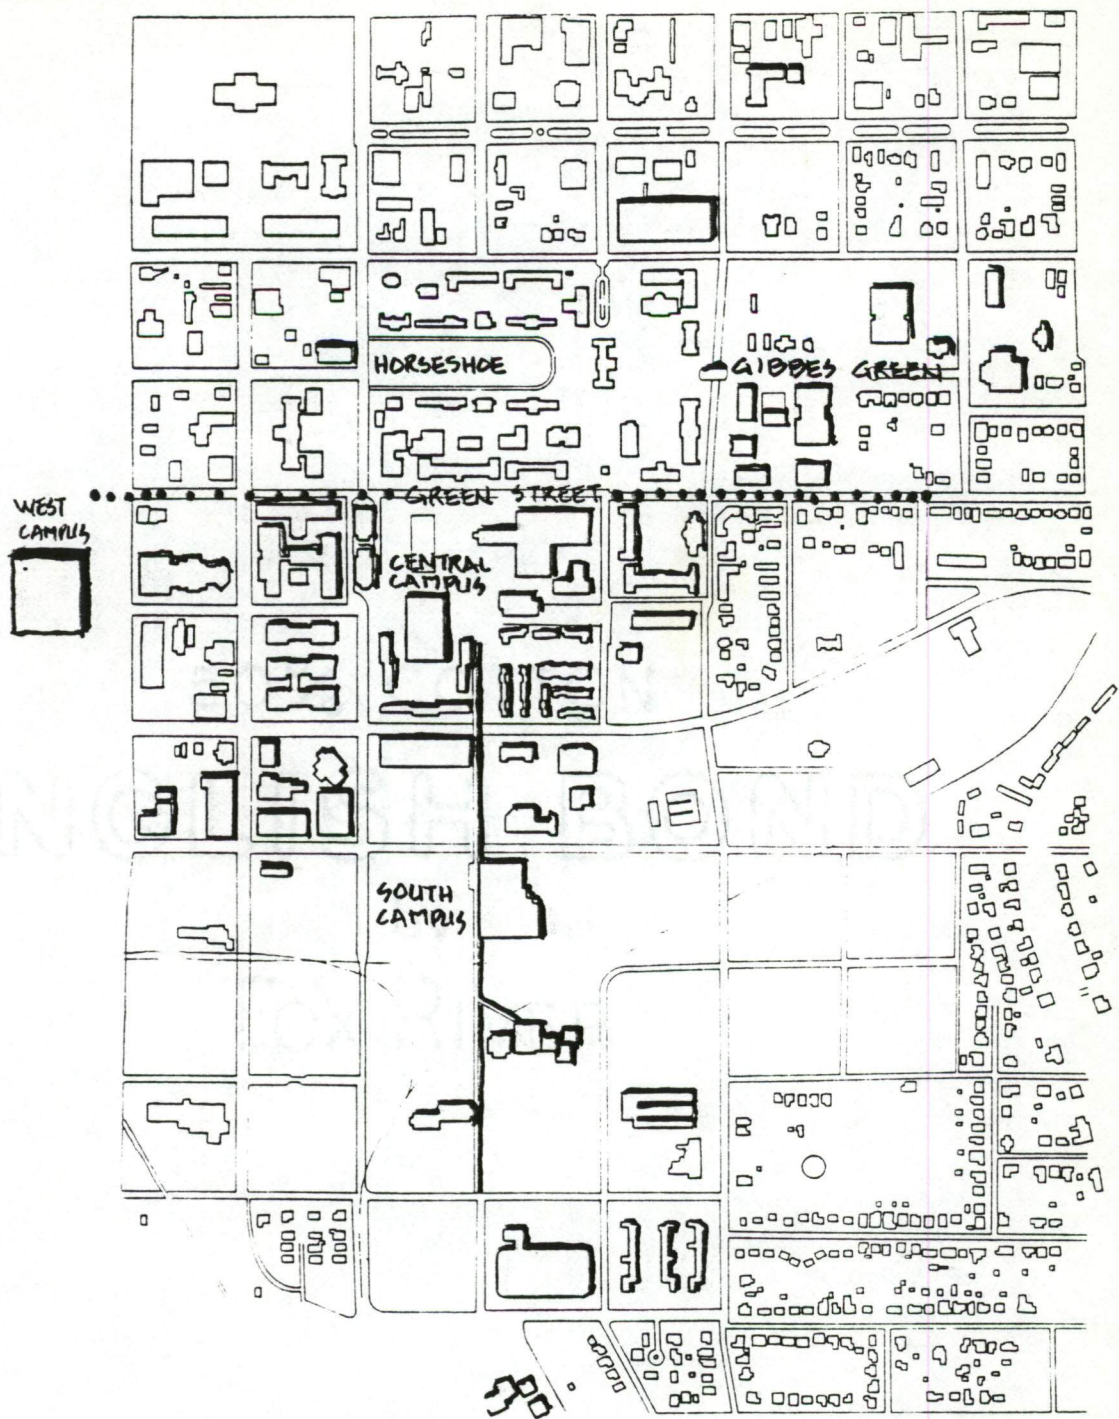 HORSESHOE
GIBBES GREEN
GREEN STREET
WEST
CAMPUS
CENTRAL
CAMPUS
SOUTH
CAMPUS